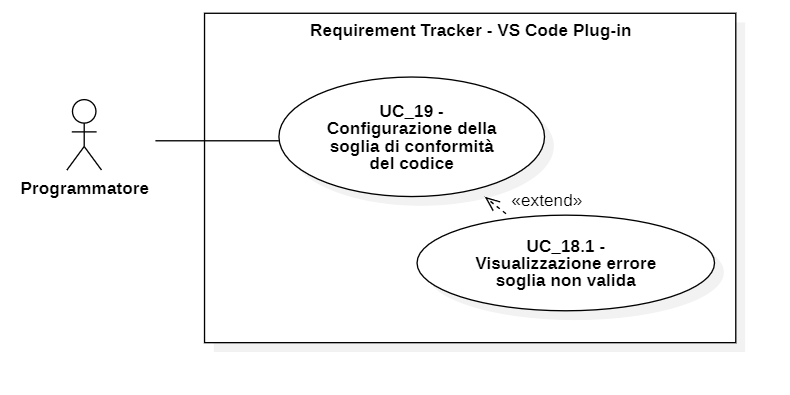 Requirement Tracker - VS Code Plug-in
UC_19 -
Configurazione della
soglia di conformità
del codice
Programmatore
«extend»
UC_18.1 -
Visualizzazione errore
soglia non valida